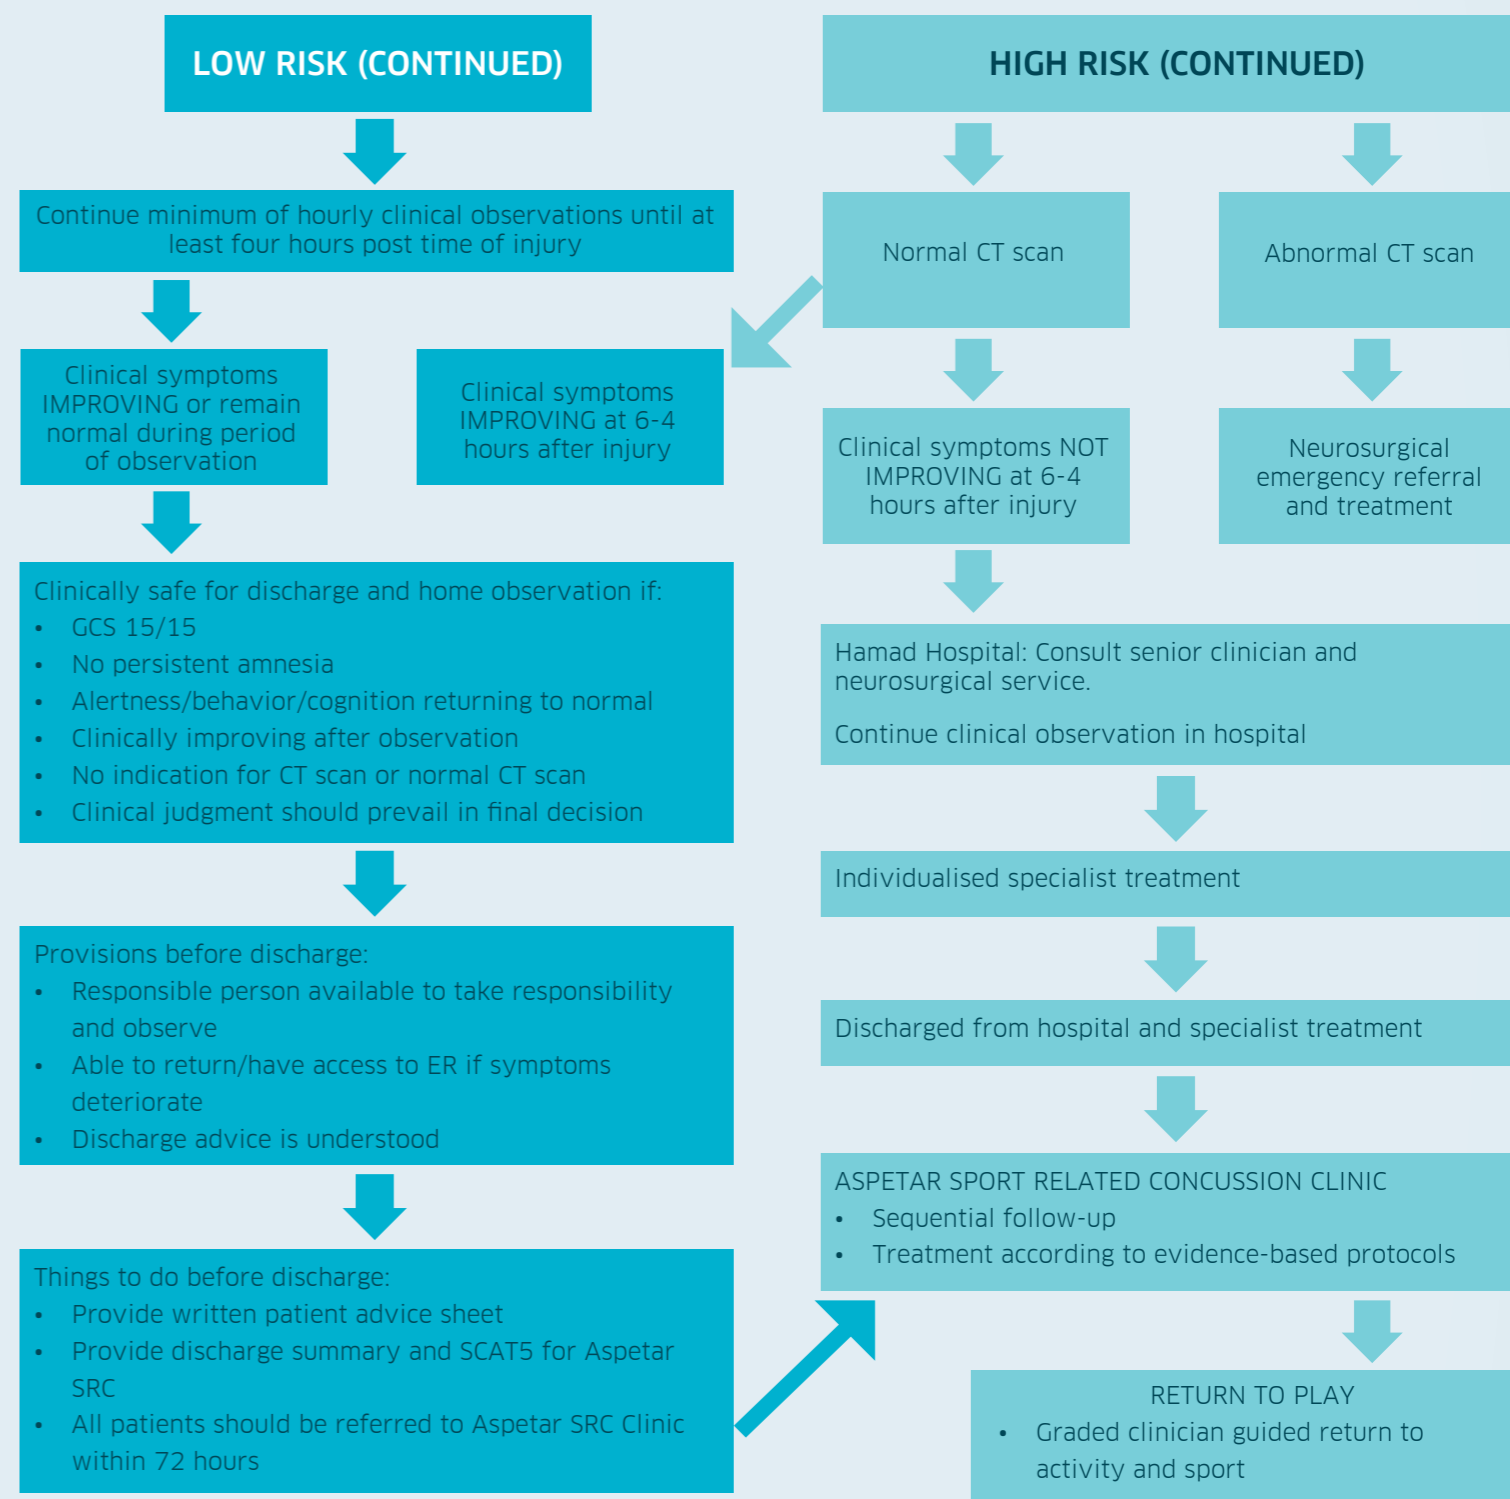 LOW RISK (CONTINUED)
Continue minimum of hourly clinical observations until at
least four hours post time of injury
Clinical symptoms
IMPROVING or remain
normal during period
of observation
Clinical symptoms
IMPROVING at 6-4
hours after injury
Clinically safe for discharge and home observation if:
• GCS 15/15
• No persistent amnesia
• Alertness/behavior/cognition returning to normal
• Clinically improving after observation
• No indication for CT scan or normal CT scan
• Clinical judgment should prevail in final decision
Provisions before discharge:
• Responsible person available to take responsibility
and observe
• Able to return/have access to ER if symptoms
deteriorate
• Discharge advice is understood
Things to do before discharge:
• Provide written patient advice sheet
• Provide discharge summary and SCAT5 for Aspetar
SRC
• All patients should be referred to Aspetar SRC Clinic
within 72 hours
HIGH RISK (CONTINUED)
Normal CT scan
Abnormal CT scan
Clinical symptoms NOT
IMPROVING at 6-4
hours after injury
Neurosurgical
emergency referral
and treatment
Hamad Hospital: Consult senior clinician and
neurosurgical service.
Continue clinical observation in hospital
Individualised specialist treatment
Discharged from hospital and specialist treatment
ASPETAR SPORT RELATED CONCUSSION CLINIC
• Sequential follow-up
• Treatment according to evidence-based protocols
RETURN TO PLAY
• Graded clinician guided return to
activity and sport